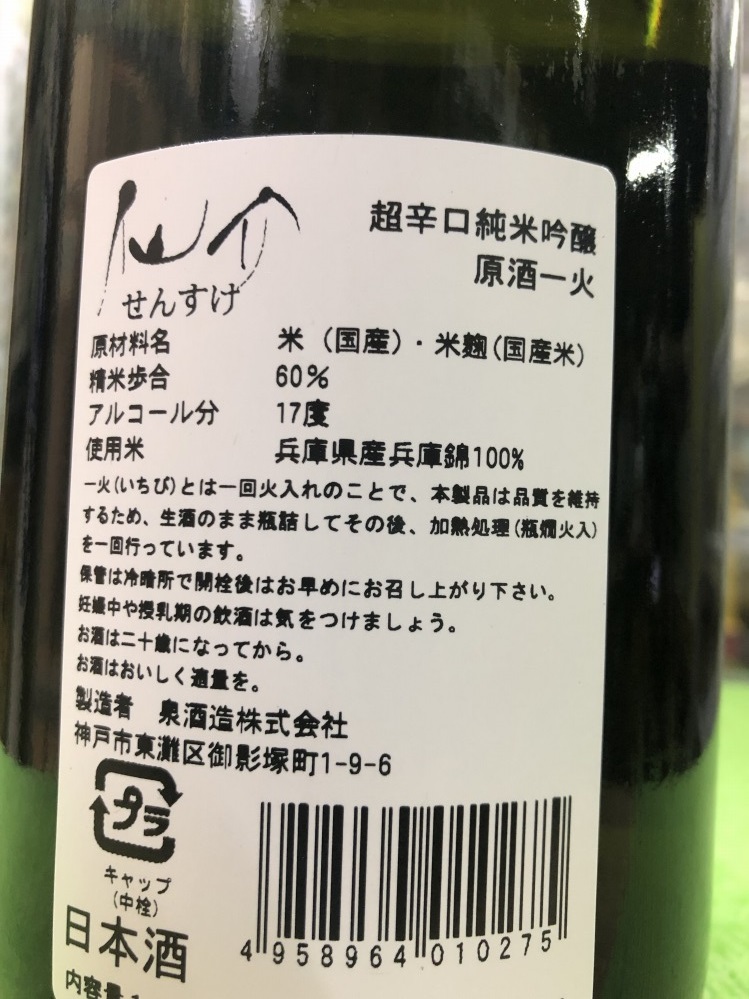 仙介
せんすけ
超辛口純米吟醸
原酒一火
原材料名 米（国産）・米麹（国産米）
精米歩合 60%
アルコール分 17度
使用米 兵庫県産兵庫錦100%
一火（いちび）とは一回火入れのことで、本製品は品質を維持
するため、生酒のまま瓶詰してその後、加熱処理（瓶燗火入）
を一回行っています。
保管は冷暗所で開栓後はお早めにお召し上がり下さい。
妊娠中や授乳期の飲酒は気をつけましょう。
お酒は二十歳になってから。
お酒はおいしく適量を。
製造者 泉酒造株式会社
神戸市東灘区御影塚町1-9-6
プラ
キャップ
（中栓）
日本酒
4958964010275
内容量